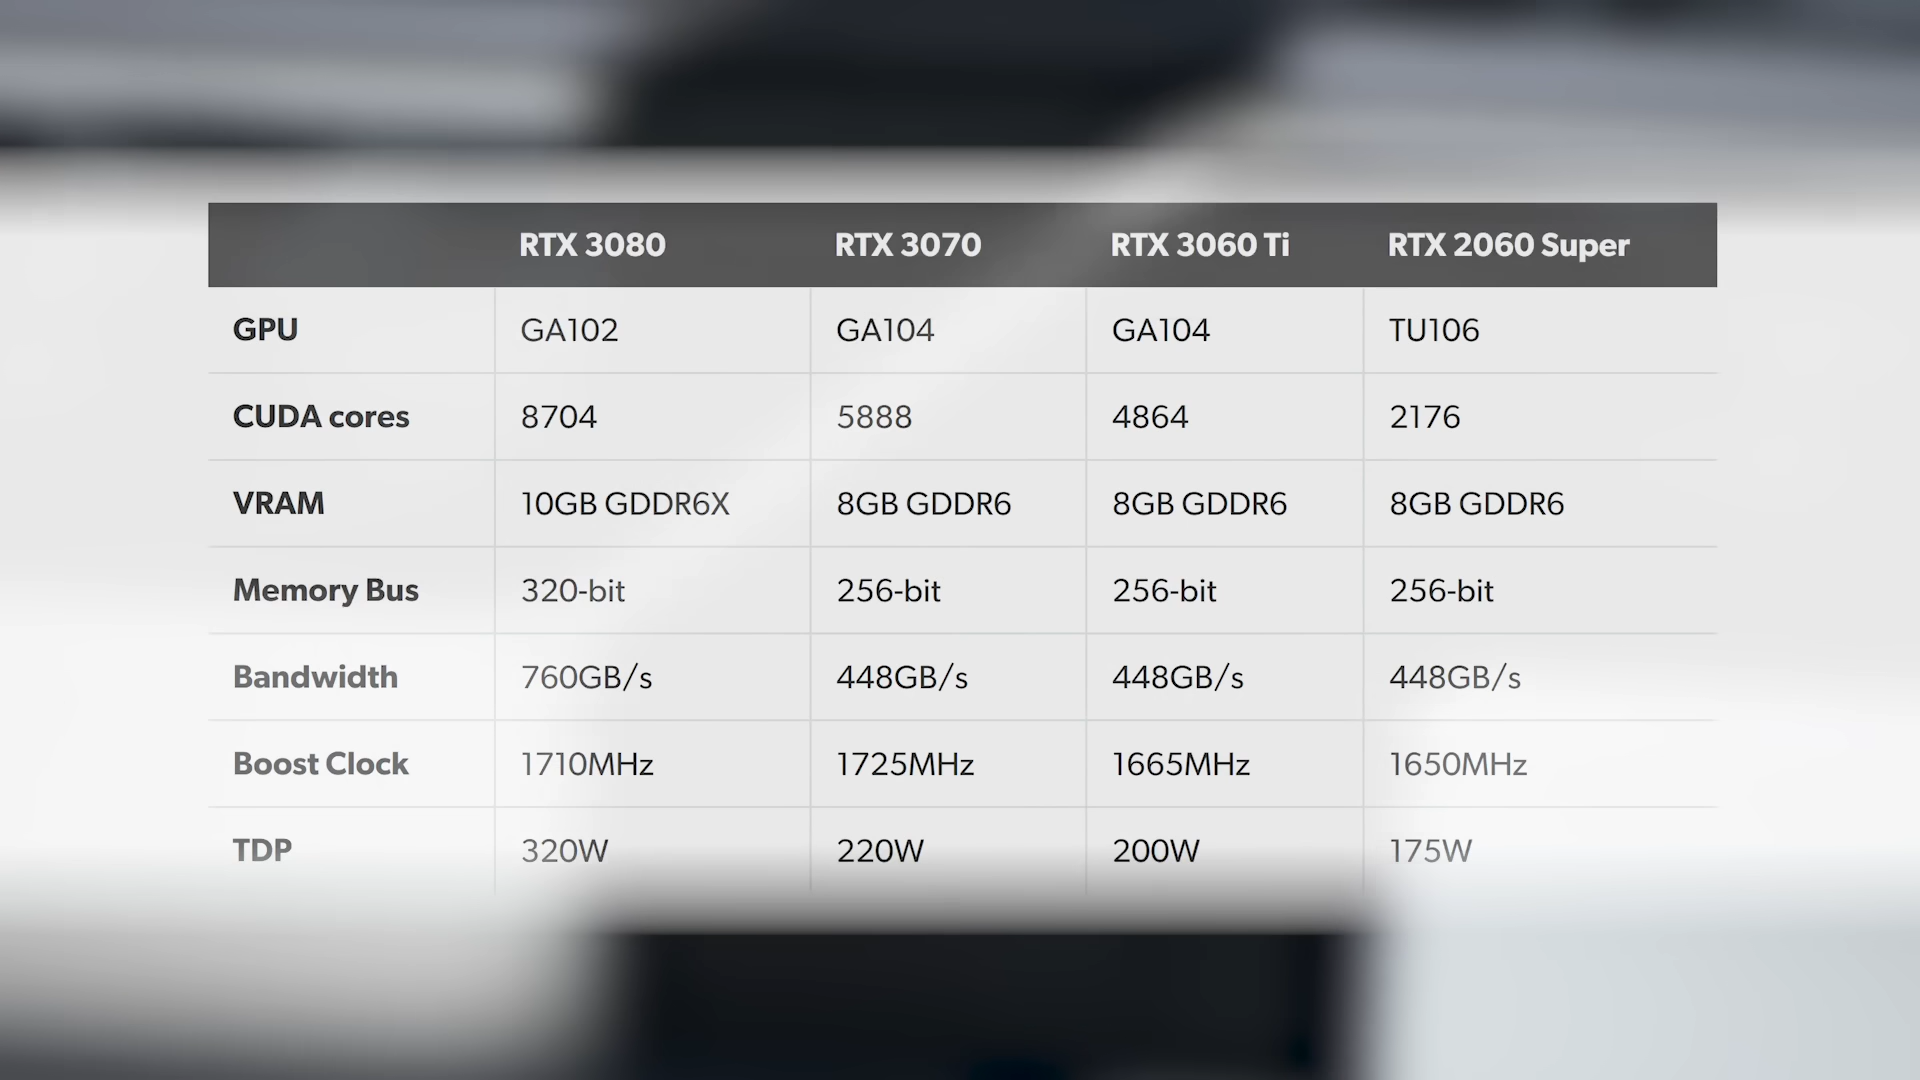 RTX 3080 RTX 3070 RTX 3060 Ti RTX 2060 Super
GPU GA102 GA104 GA104 TU106
CUDA cores 8704 5888 4864 2176
VRAM 10GB GDDR6X 8GB GDDR6 8GB GDDR6 8GB GDDR6
Memory Bus 320-bit 256-bit 256-bit 256-bit
Bandwidth 760GB/s 448GB/s 448GB/s 448GB/s
Boost Clock 1710MHz 1725MHz 1665MHz 1650MHz
TDP 320W 220W 200W 175W